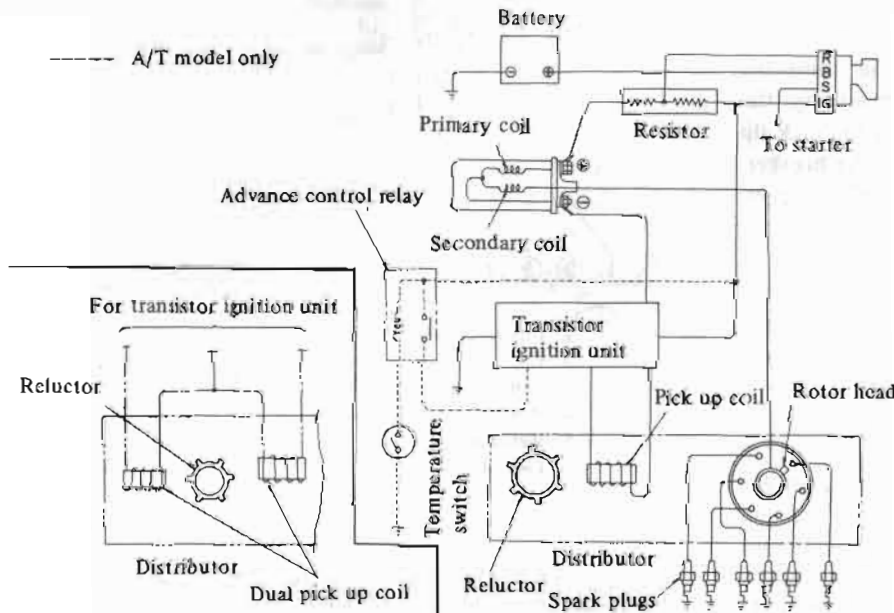 Battery
A/T model only
R
B
S
IG
Resistor
To starter
Primary coil
Advance control relay
Secondary coil
For transistor ignition unit
Transistor
ignition unit
Reluctor
Pick up coil
Rotor head
Temperature
switch
Distributor
Distributor
Dual pick up coil
Reluctor
Spark plugs